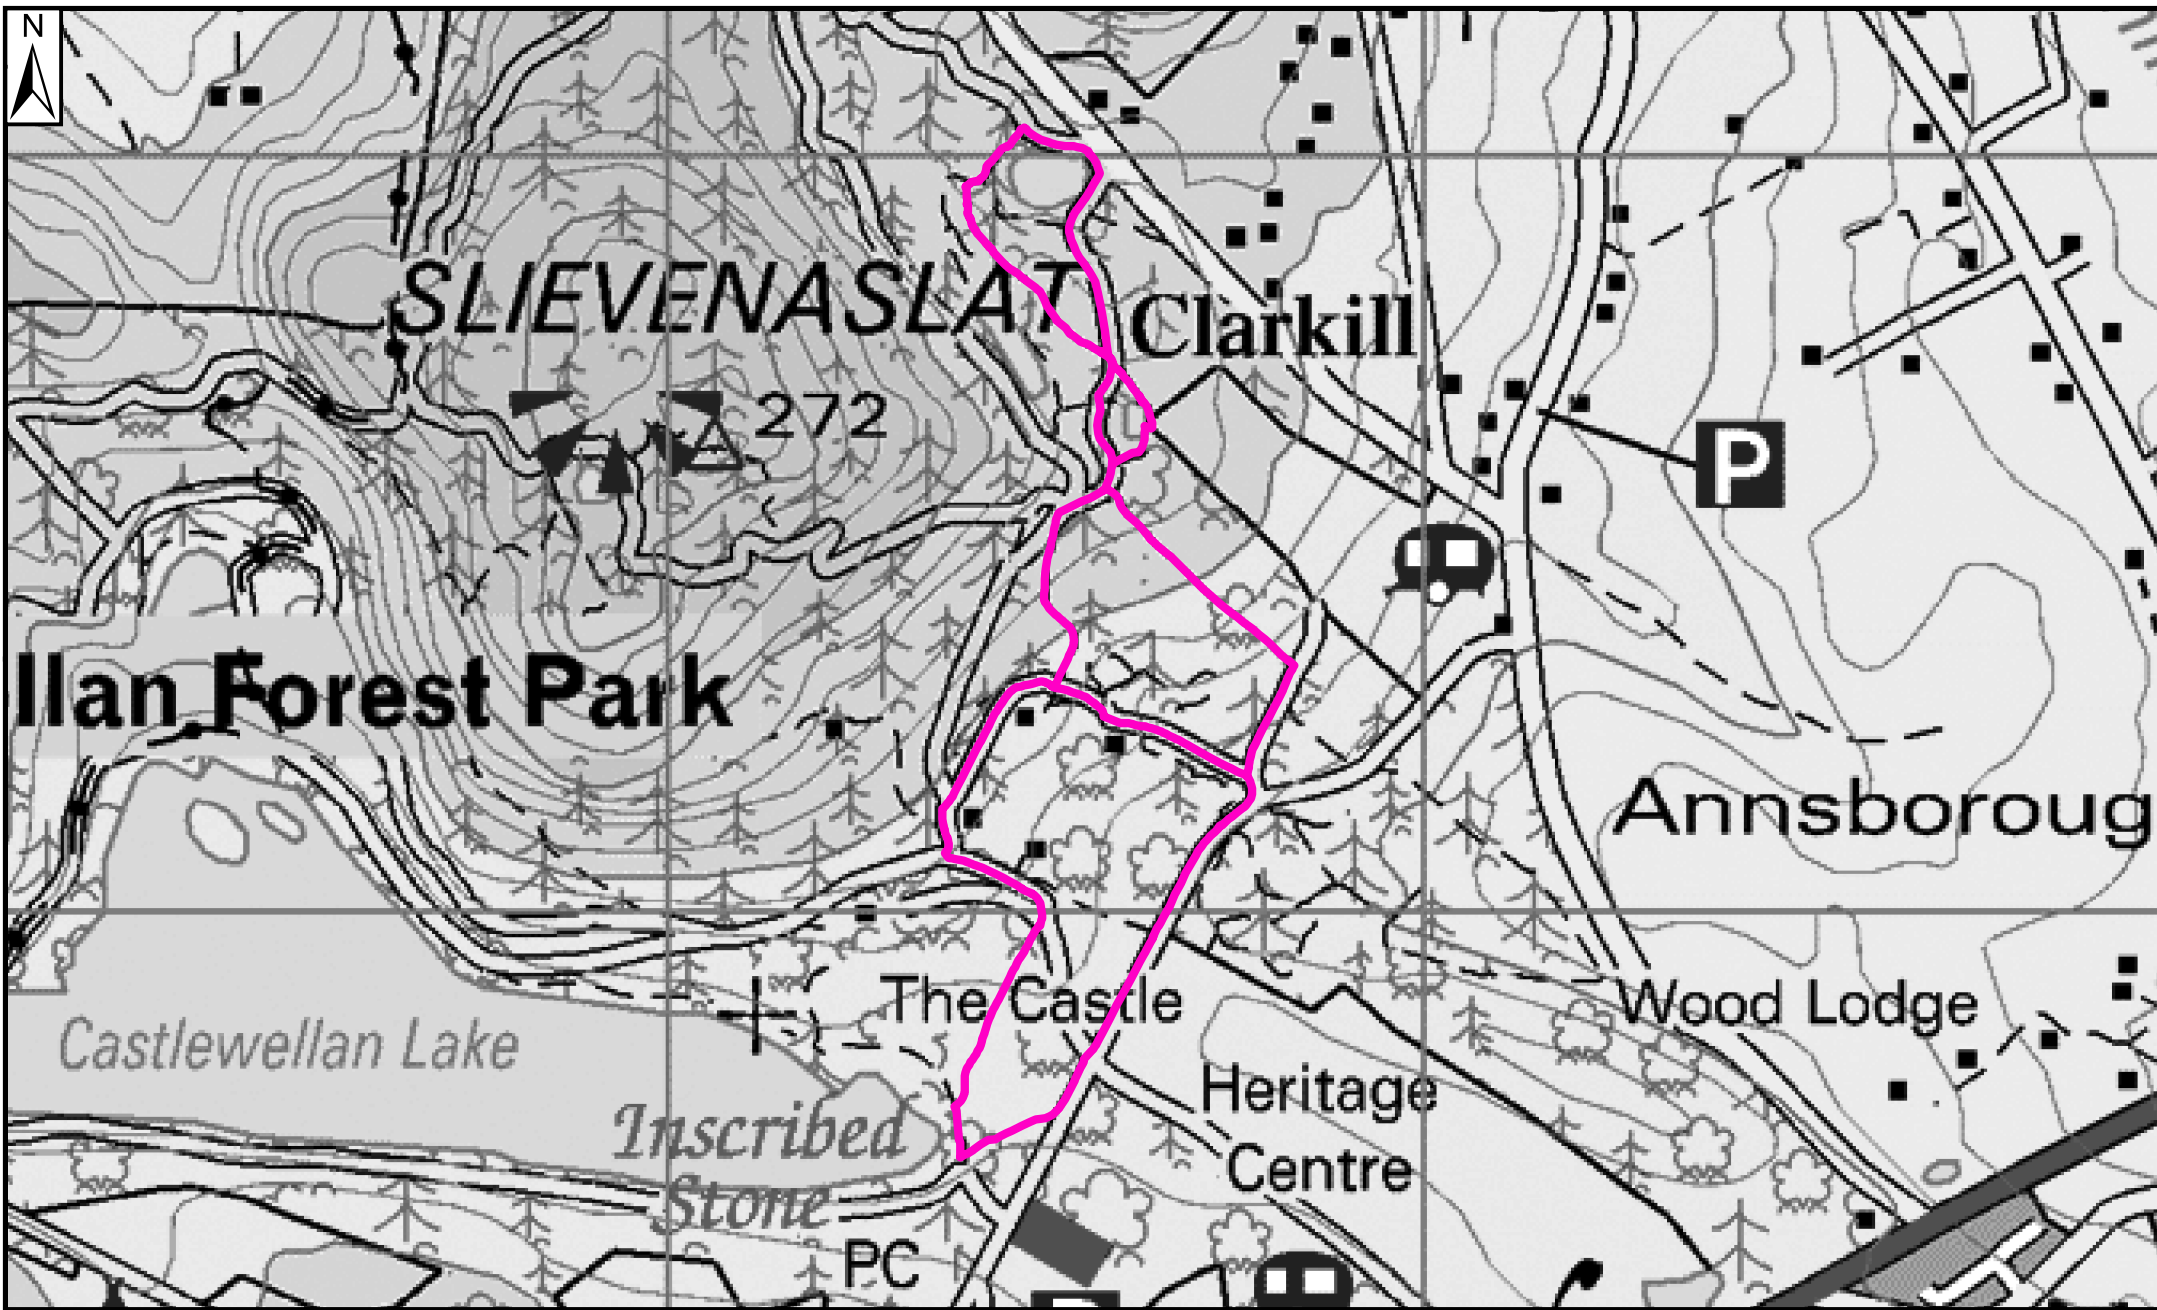 N
SLIEVENASLAT
Clarkill
272
P
llan Forest Park
Annsboroug
The Castle
Wood Lodge
Castlewellan Lake
Heritage
Centre
Inscribed
Stone
PC